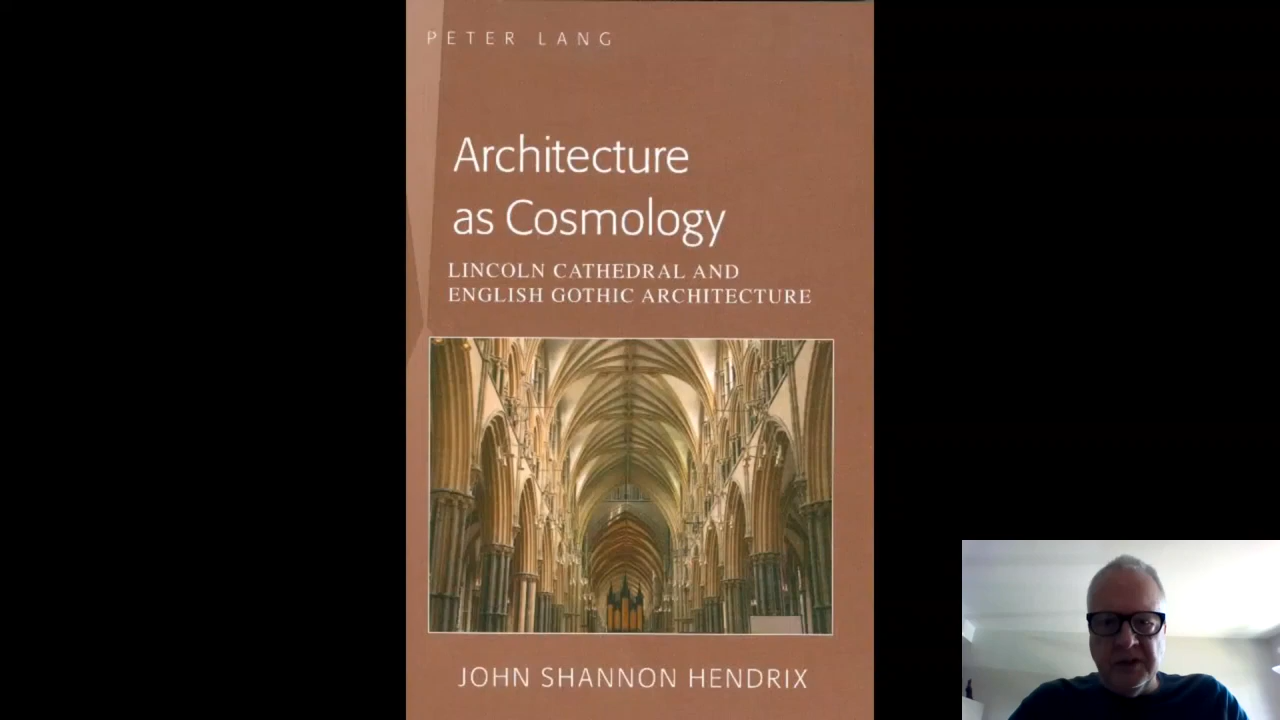 PETER LANG
Architecture
as Cosmology
LINCOLN CATHEDRAL AND
ENGLISH GOTHIC ARCHITECTURE
JOHN SHANNON HENDRIX